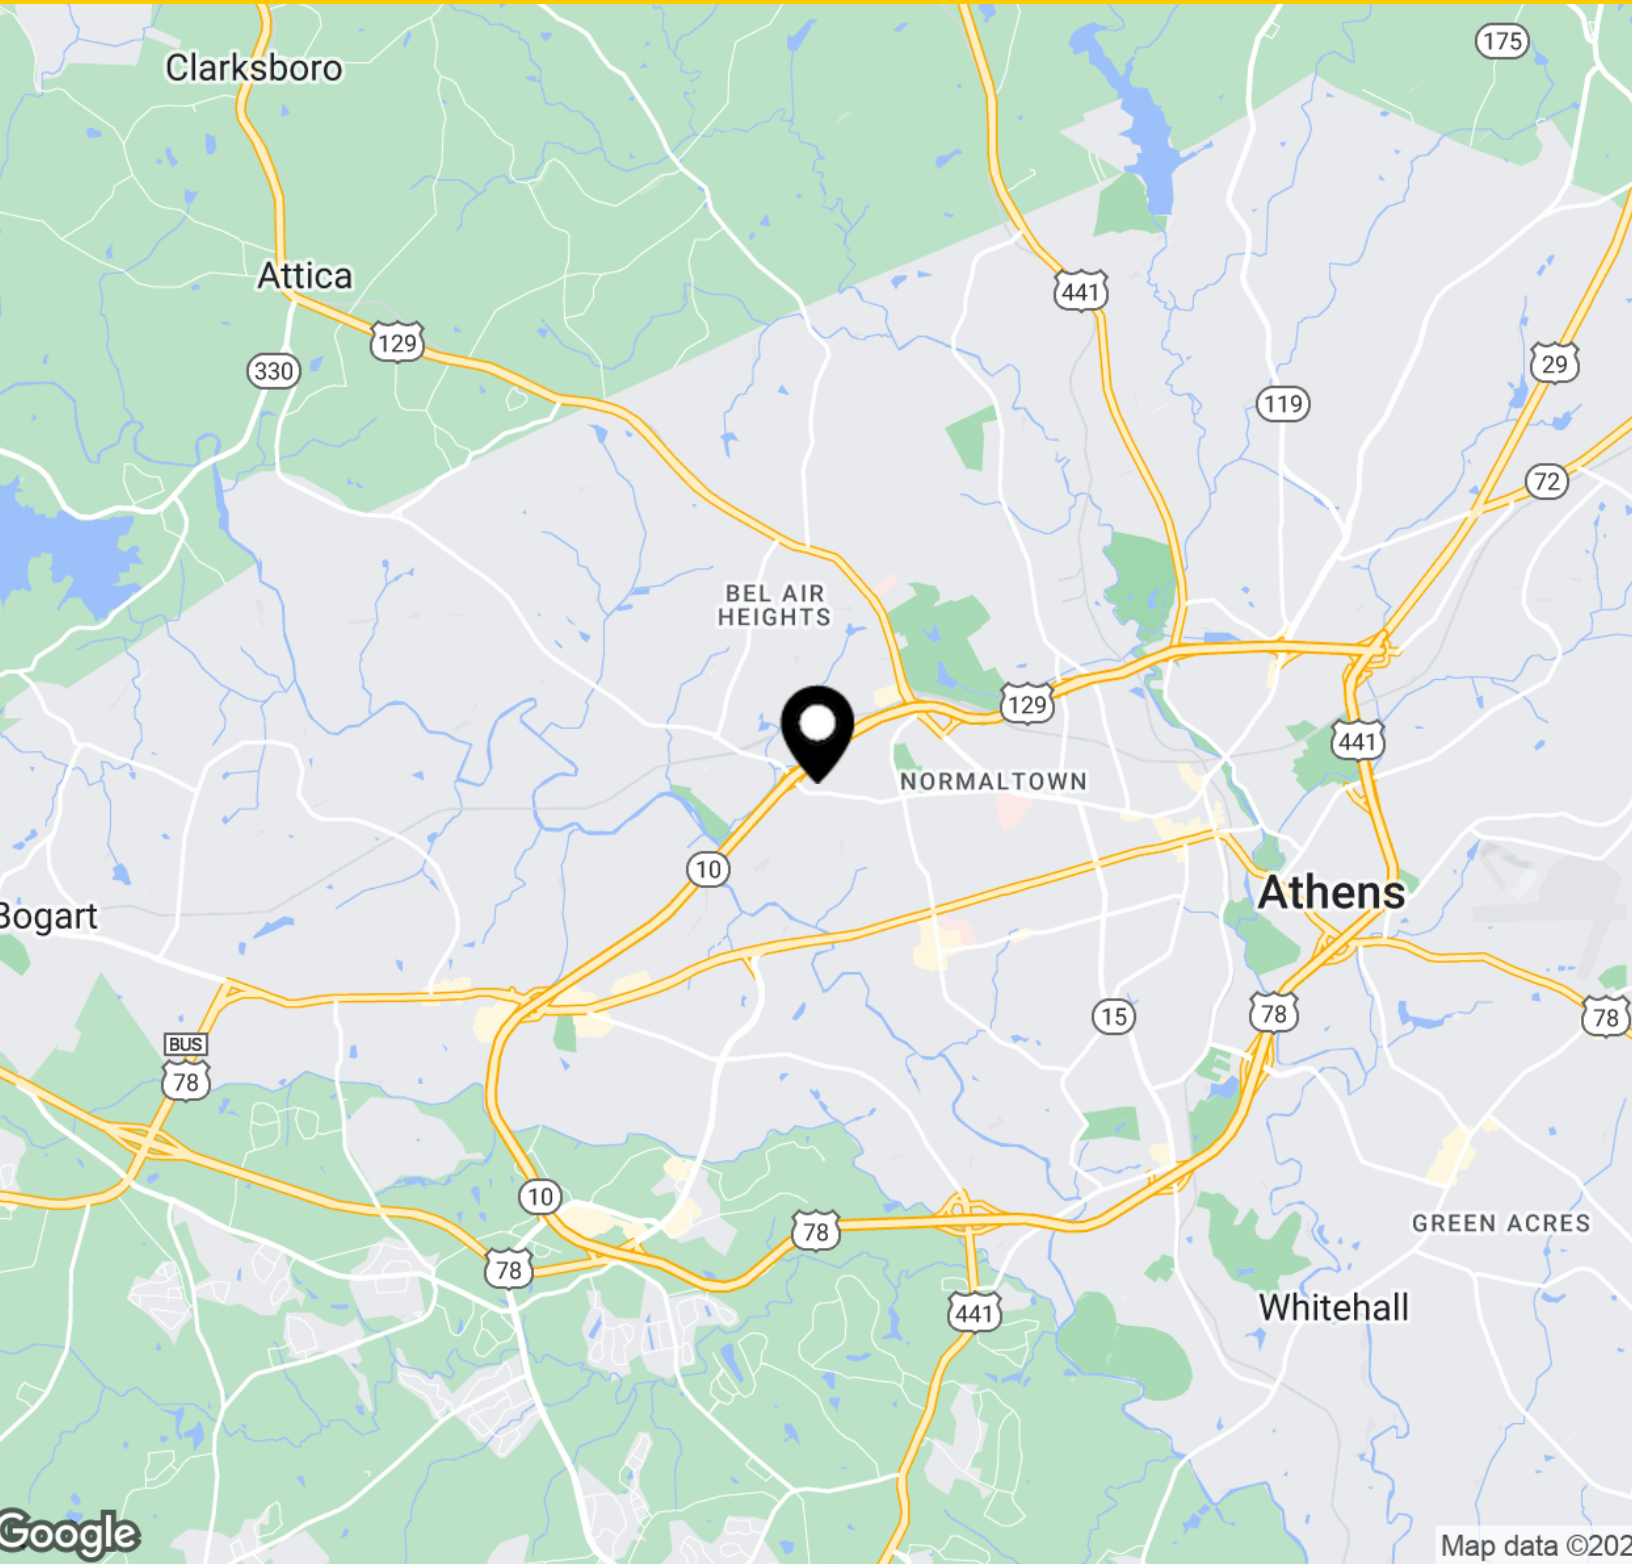 175
Clarksboro
Attica
441
129
29
330
119
72
BEL AIR
HEIGHTS
129
441
NORMALTOWN
10
Athens
Bogart
15
78
78
BUS
78
10
GREEN ACRES
78
78
441
Whitehall
Google
Map data ©202